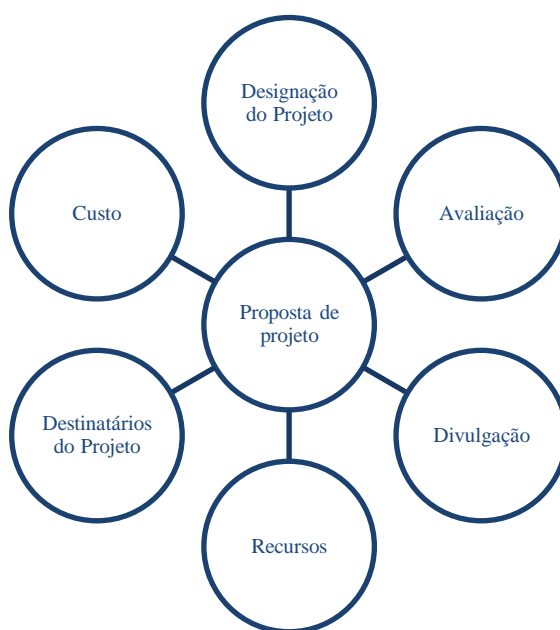 Designação
do Projeto
Custo
Avaliação
Proposta de
projeto
Destinatários
do Projeto
Divulgação
Recursos